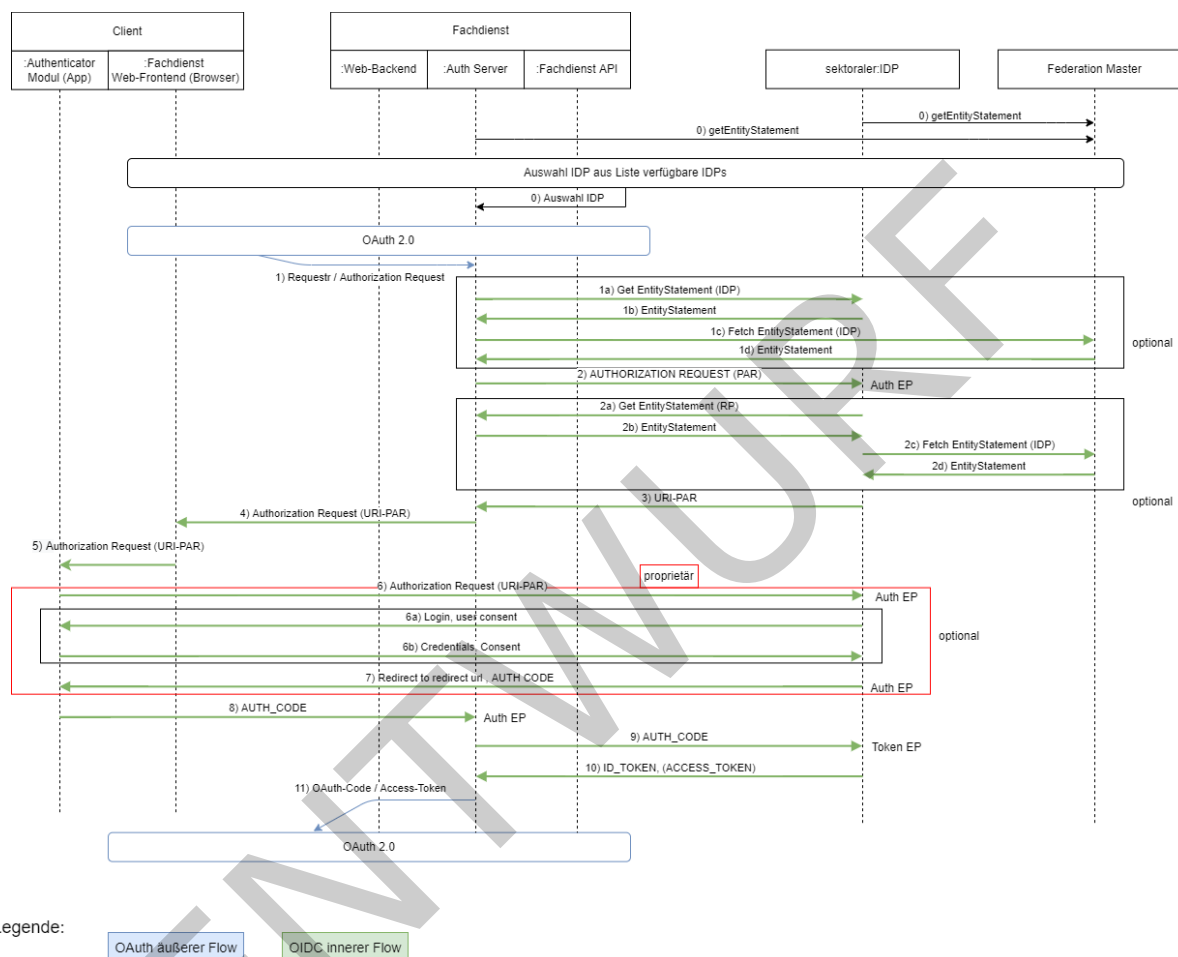 Client
Fachdienst
:Authenticator
Modul (App)
:Fachdienst
Web-Frontend (Browser)
:Web-Backend
:Auth Server
:Fachdienst API
sektoraler:IDP
Federation Master
0) getEntityStatement
0) getEntityStatement
Auswahl IDP aus Liste verfügbare IDPs
0) Auswahl IDP
OAuth 2.0
1) Requestr / Authorization Request
1a) Get EntityStatement (IDP)
1b) EntityStatement
1c) Fetch EntityStatement (IDP)
optional
1d) EntityStatement
2) AUTHORIZATION REQUEST (PAR)
Auth EP
2a) Get EntityStatement (RP)
2b) EntityStatement
2c) Fetch EntityStatement (IDP)
2d) EntityStatement
optional
3) URI-PAR
4) Authorization Request (URI-PAR)
5) Authorization Request (URI-PAR)
proprietär
6) Authorization Request (URI-PAR)
Auth EP
6a) Login, user consent
optional
6b) Credentials, Consent
7) Redirect to redirect url , AUTH CODE
Auth EP
8) AUTH_CODE
Auth EP
9) AUTH_CODE
Token EP
10) ID_TOKEN, (ACCESS_TOKEN)
11) OAuth-Code / Access-Token
OAuth 2.0
egende:
OAuth äußerer Flow
OIDC innerer Flow
ENTWURF